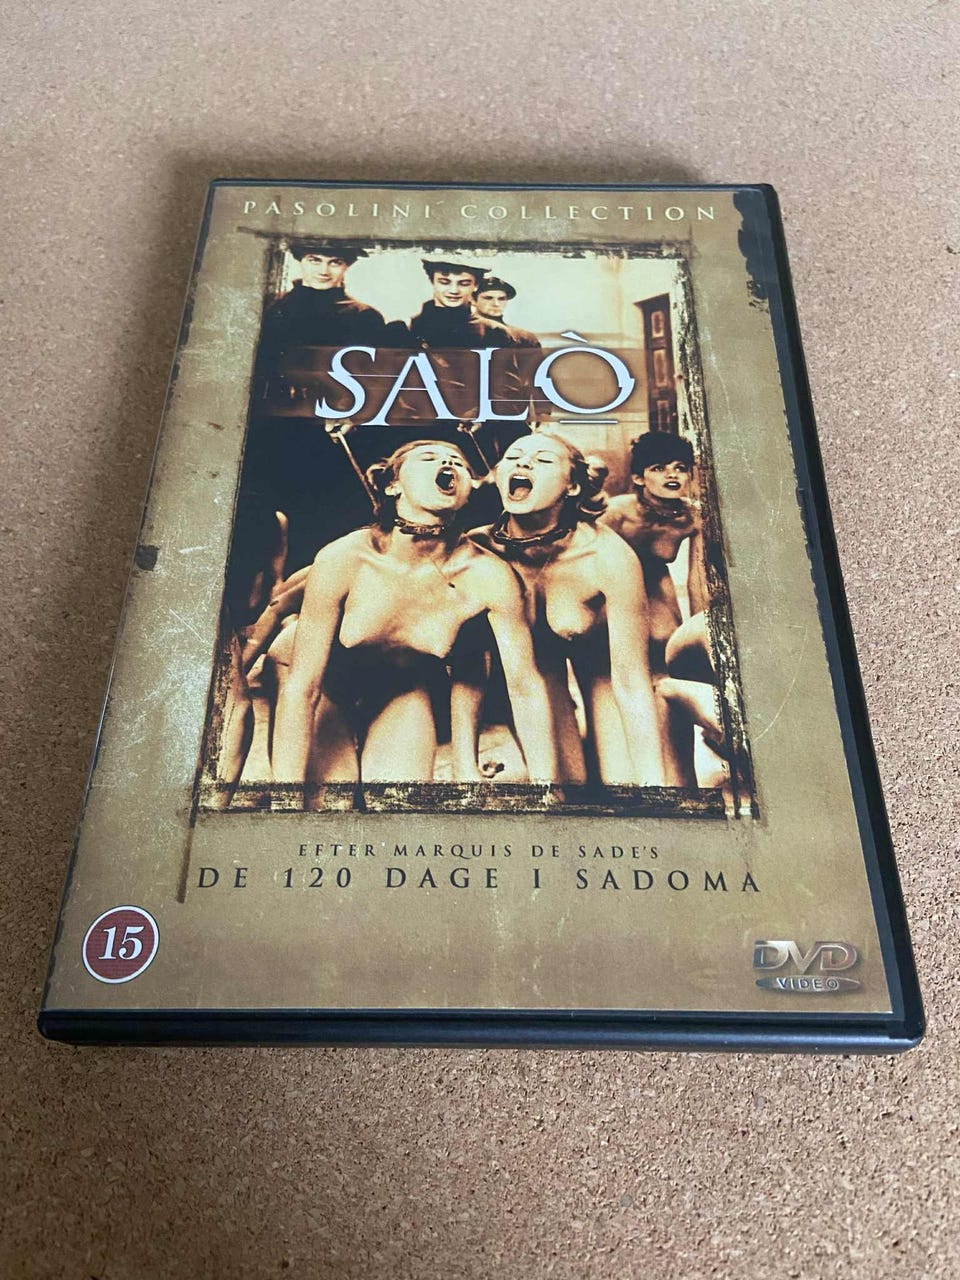 PASOLINI COLLECTION
SALÒ
EFTER MARQUIS DE SADE'S
DE 120 DAGE I SADOMA
15
DVD
VIDEO